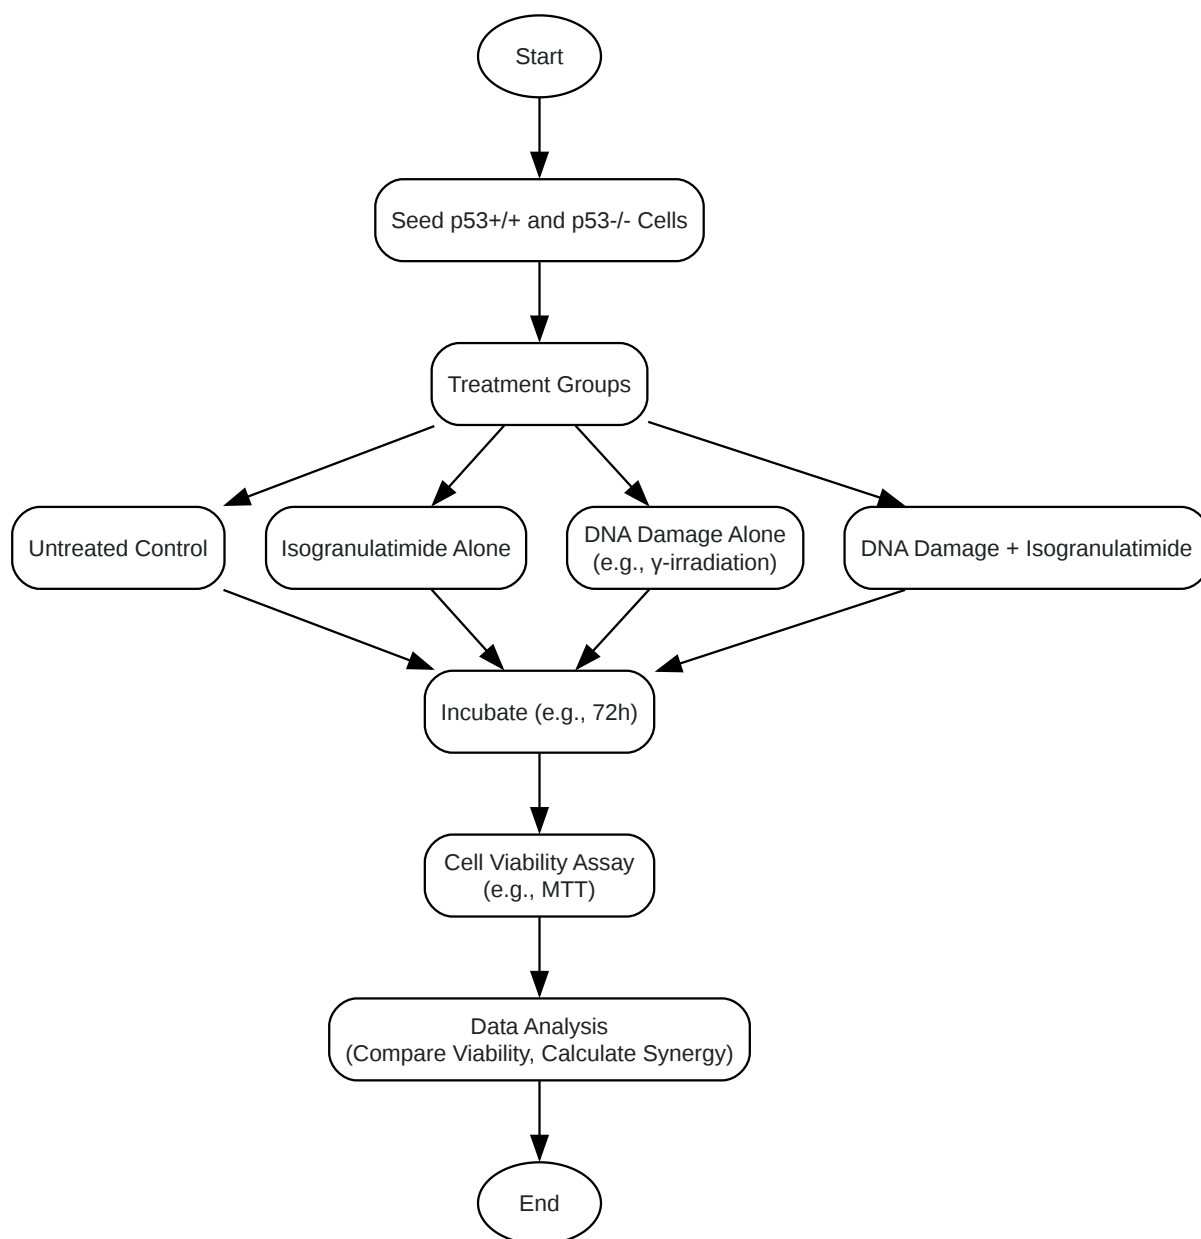 Start
Seed p53+/+ and p53-/- Cells
Treatment Groups
Untreated Control
Isogranulatimide Alone
DNA Damage Alone
(e.g., γ-irradiation)
DNA Damage + Isogranulatimide
Incubate (e.g., 72h)
Cell Viability Assay
(e.g., MTT)
Data Analysis
(Compare Viability, Calculate Synergy)
End